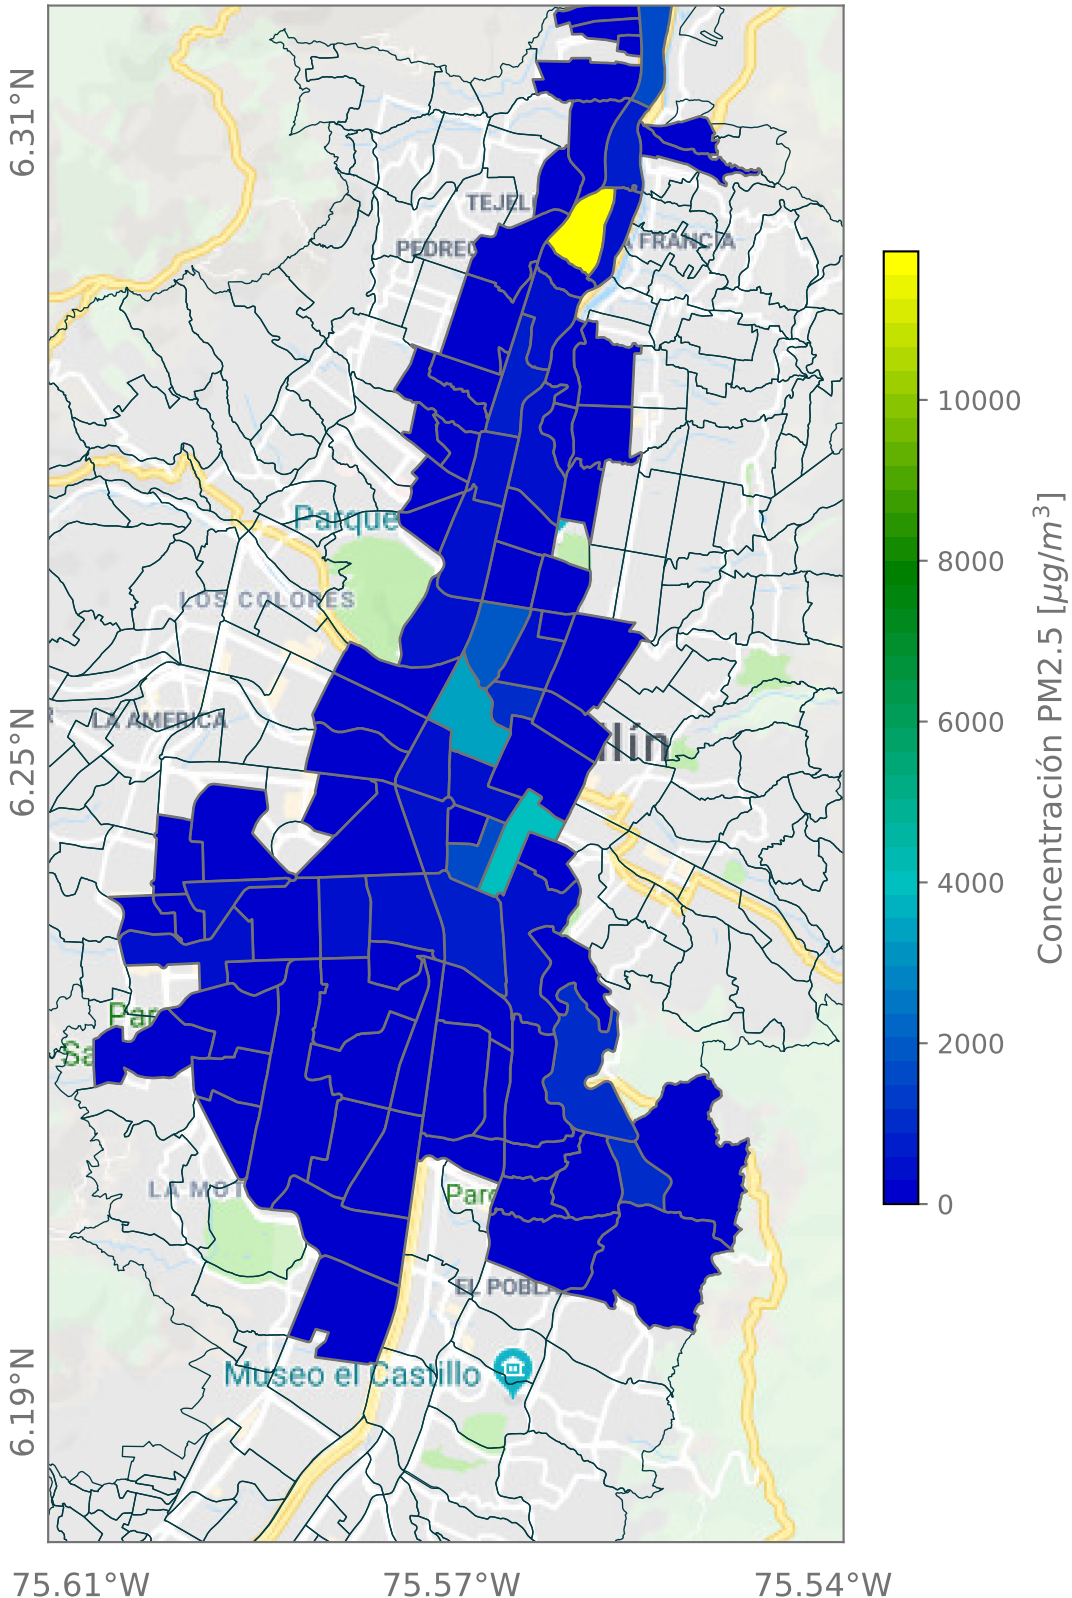 6.31°N
6.25°N
6.19°N
TEJEL
PEDREC
A FRANCIA
Parque
LOS COLORES
LA AMERICA
llín
Par
Sa
LA MOT
Parc
EL POBLA
Museo el Castillo
75.61°W
75.57°W
75.54°W
10000
8000
6000
4000
2000
0
Concentración PM2.5 [μg/m³]